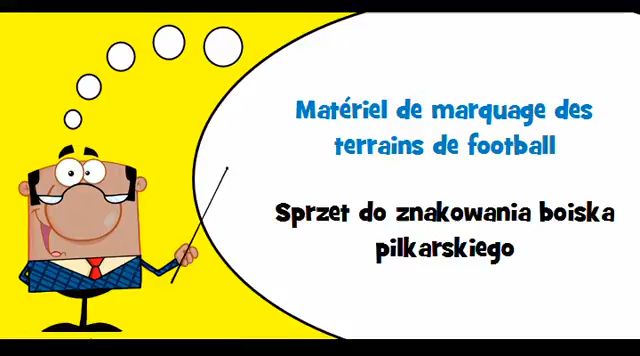 Matériel de marquage des
terrains de football
Sprzet do znakowania boiska
pilkarskiego